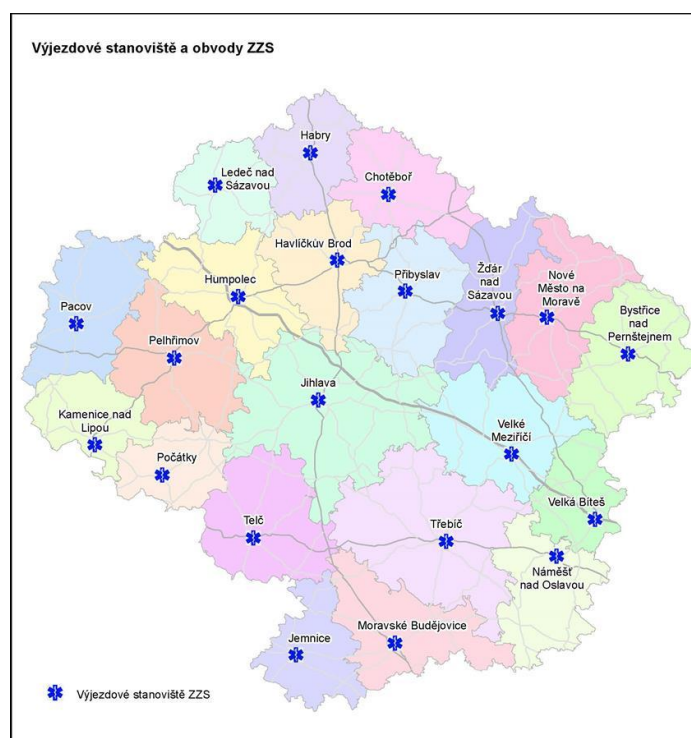 Výjezdové stanoviště a obvody ZZS
Habry
Ledeč nad
Sázavou
Chotěboř
Havlíčkův Brod
Přibyslav
Žďár
nad
Sázavou
Nové
Město na
Moravě
Humpolec
Pacov
Bystřice
nad
Pernštejnem
Pelhřimov
Jihlava
Kamenice nad
Lipou
Velké
Meziříčí
Počátky
Velká Bíteš
Telč
Třebíč
Náměšť
nad Oslavou
Moravské Budějovice
Jemnice
Výjezdové stanoviště ZZS